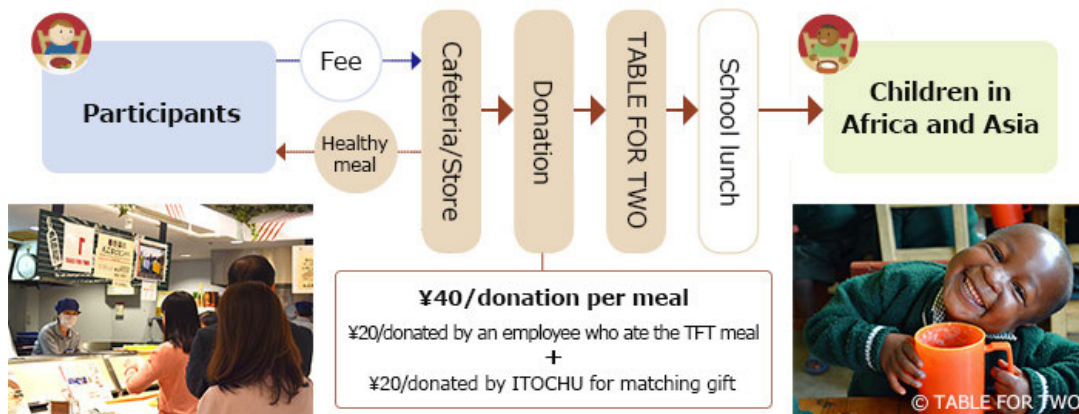 Participants
Fee
Healthy
meal
Cafeteria/Store
Donation
TABLE FOR TWO
School lunch
Children in
Africa and Asia
¥40/donation per meal
¥20/donated by an employee who ate the TFT meal
+
¥20/donated by ITOCHU for matching gift
© TABLE FOR TWO